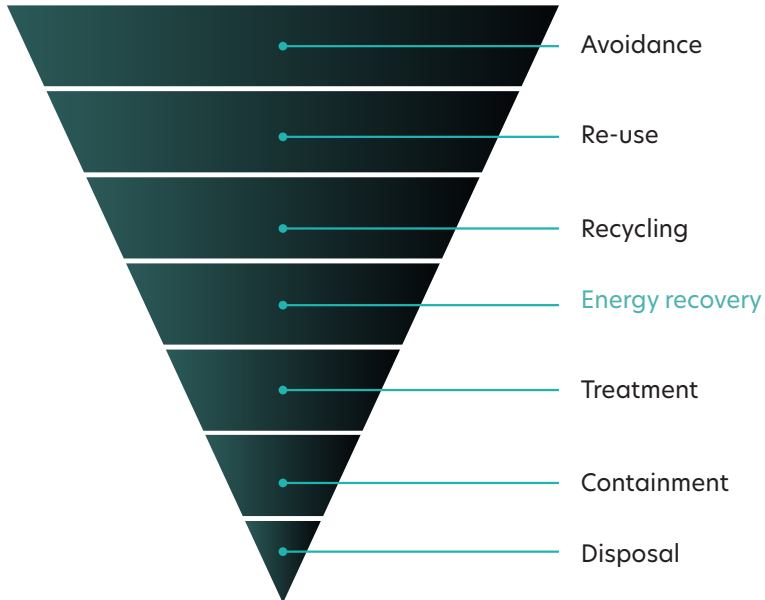 Avoidance
Re-use
Recycling
Energy recovery
Treatment
Containment
Disposal